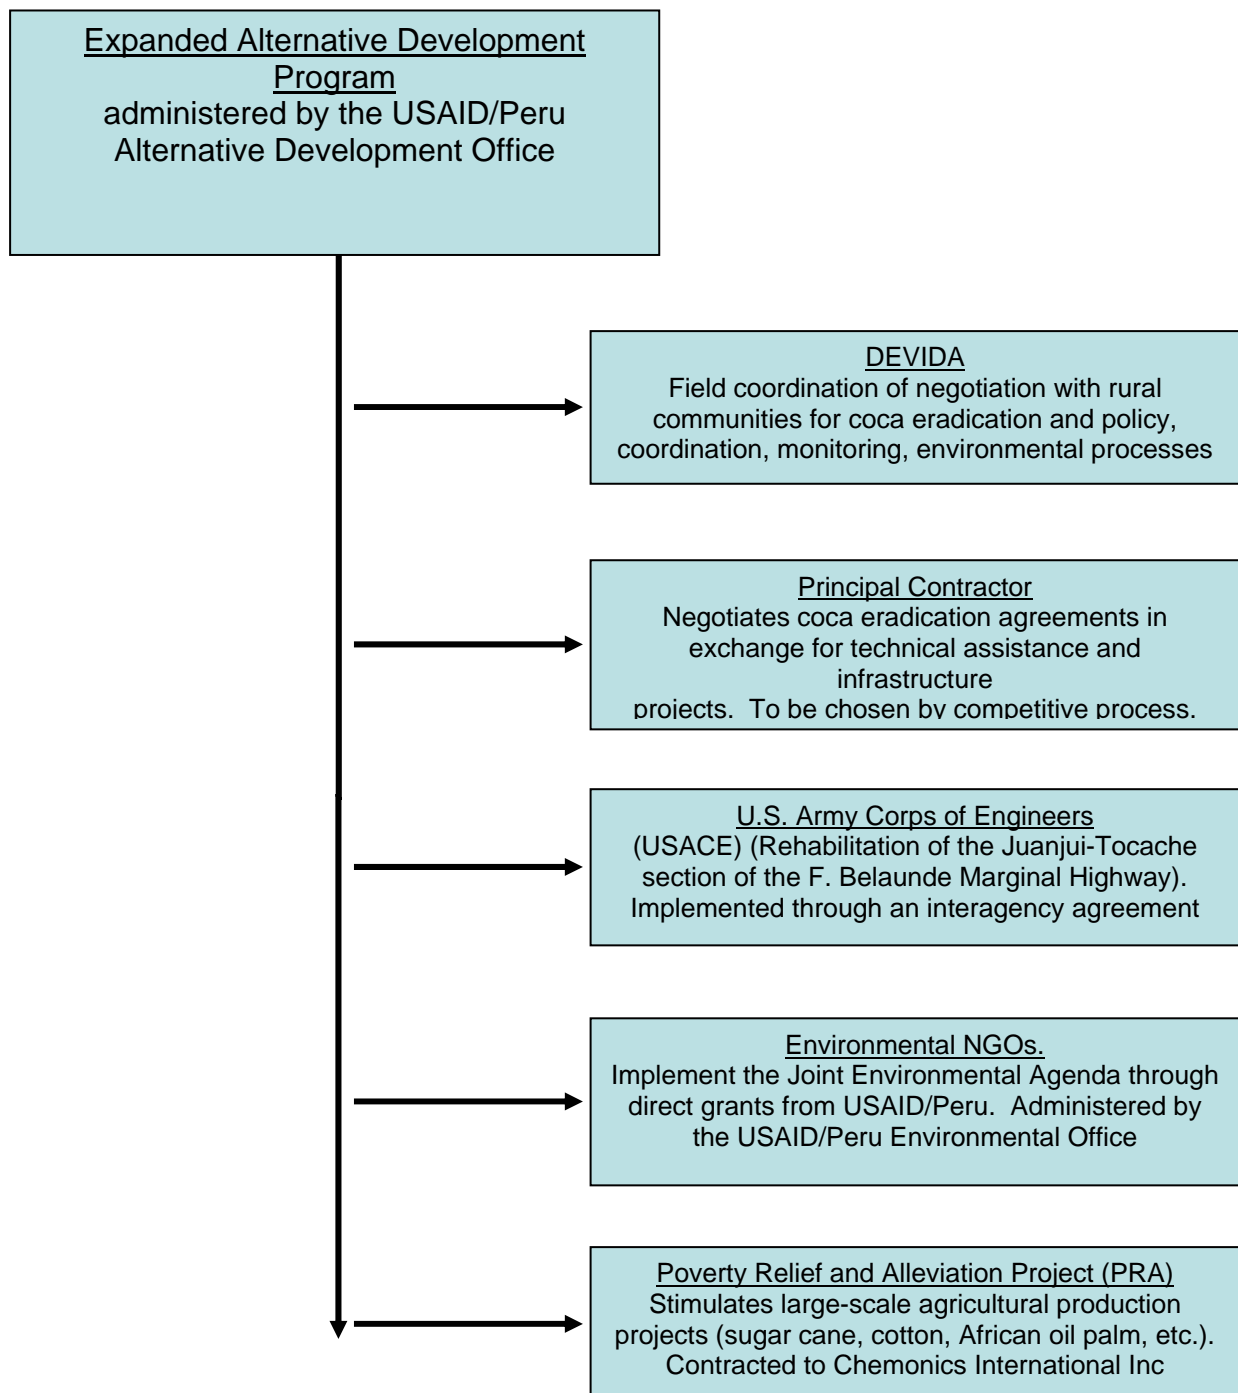 Expanded Alternative Development
Program
administered by the USAID/Peru
Alternative Development Office
DEVIDA
Field coordination of negotiation with rural
communities for coca eradication and policy,
coordination, monitoring, environmental processes
Principal Contractor
Negotiates coca eradication agreements in
exchange for technical assistance and
infrastructure
projects.  To be chosen by competitive process.
U.S. Army Corps of Engineers
(USACE) (Rehabilitation of the Juanjui-Tocache
section of the F. Belaunde Marginal Highway).
Implemented through an interagency agreement
Environmental NGOs.
Implement the Joint Environmental Agenda through
direct grants from USAID/Peru.  Administered by
the USAID/Peru Environmental Office
Poverty Relief and Alleviation Project (PRA)
Stimulates large-scale agricultural production
projects (sugar cane, cotton, African oil palm, etc.).
Contracted to Chemonics International Inc